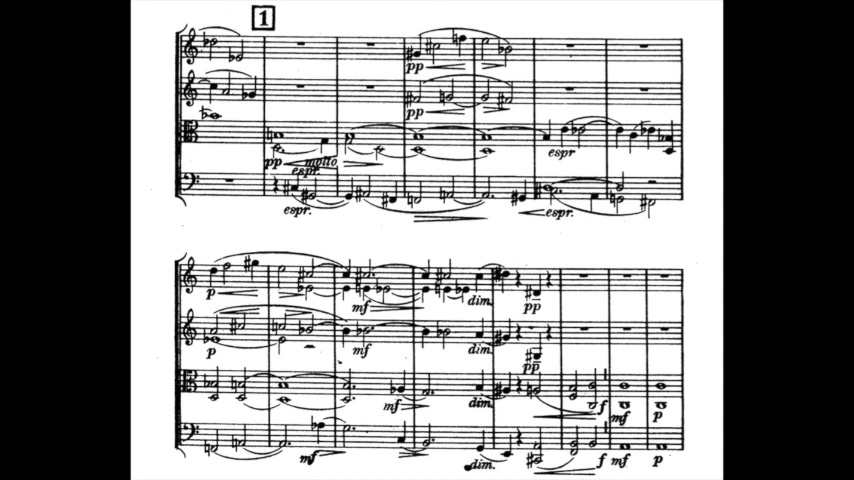 1
pp
pp
pp molto espr
espr.
espr.
espr.
p mf dim. pp
p mf dim. pp
mf dim. f mf p
mf dim. f mf p